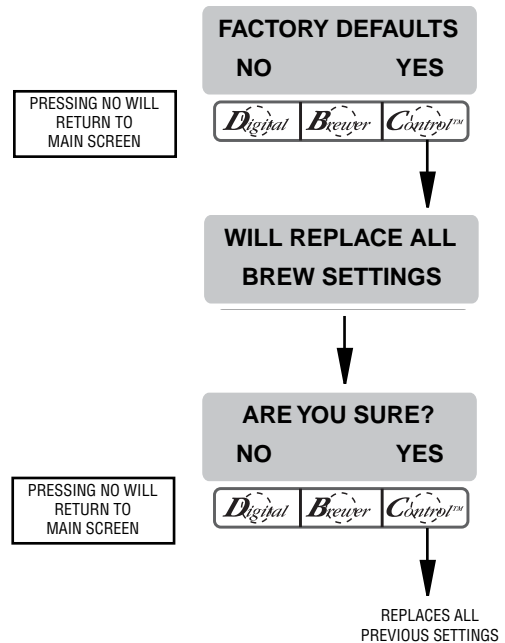 FACTORY DEFAULTS
NO YES
PRESSING NO WILL
RETURN TO
MAIN SCREEN
Digital Brewer Control™
WILL REPLACE ALL
BREW SETTINGS
ARE YOU SURE?
NO YES
PRESSING NO WILL
RETURN TO
MAIN SCREEN
Digital Brewer Control™
REPLACES ALL
PREVIOUS SETTINGS